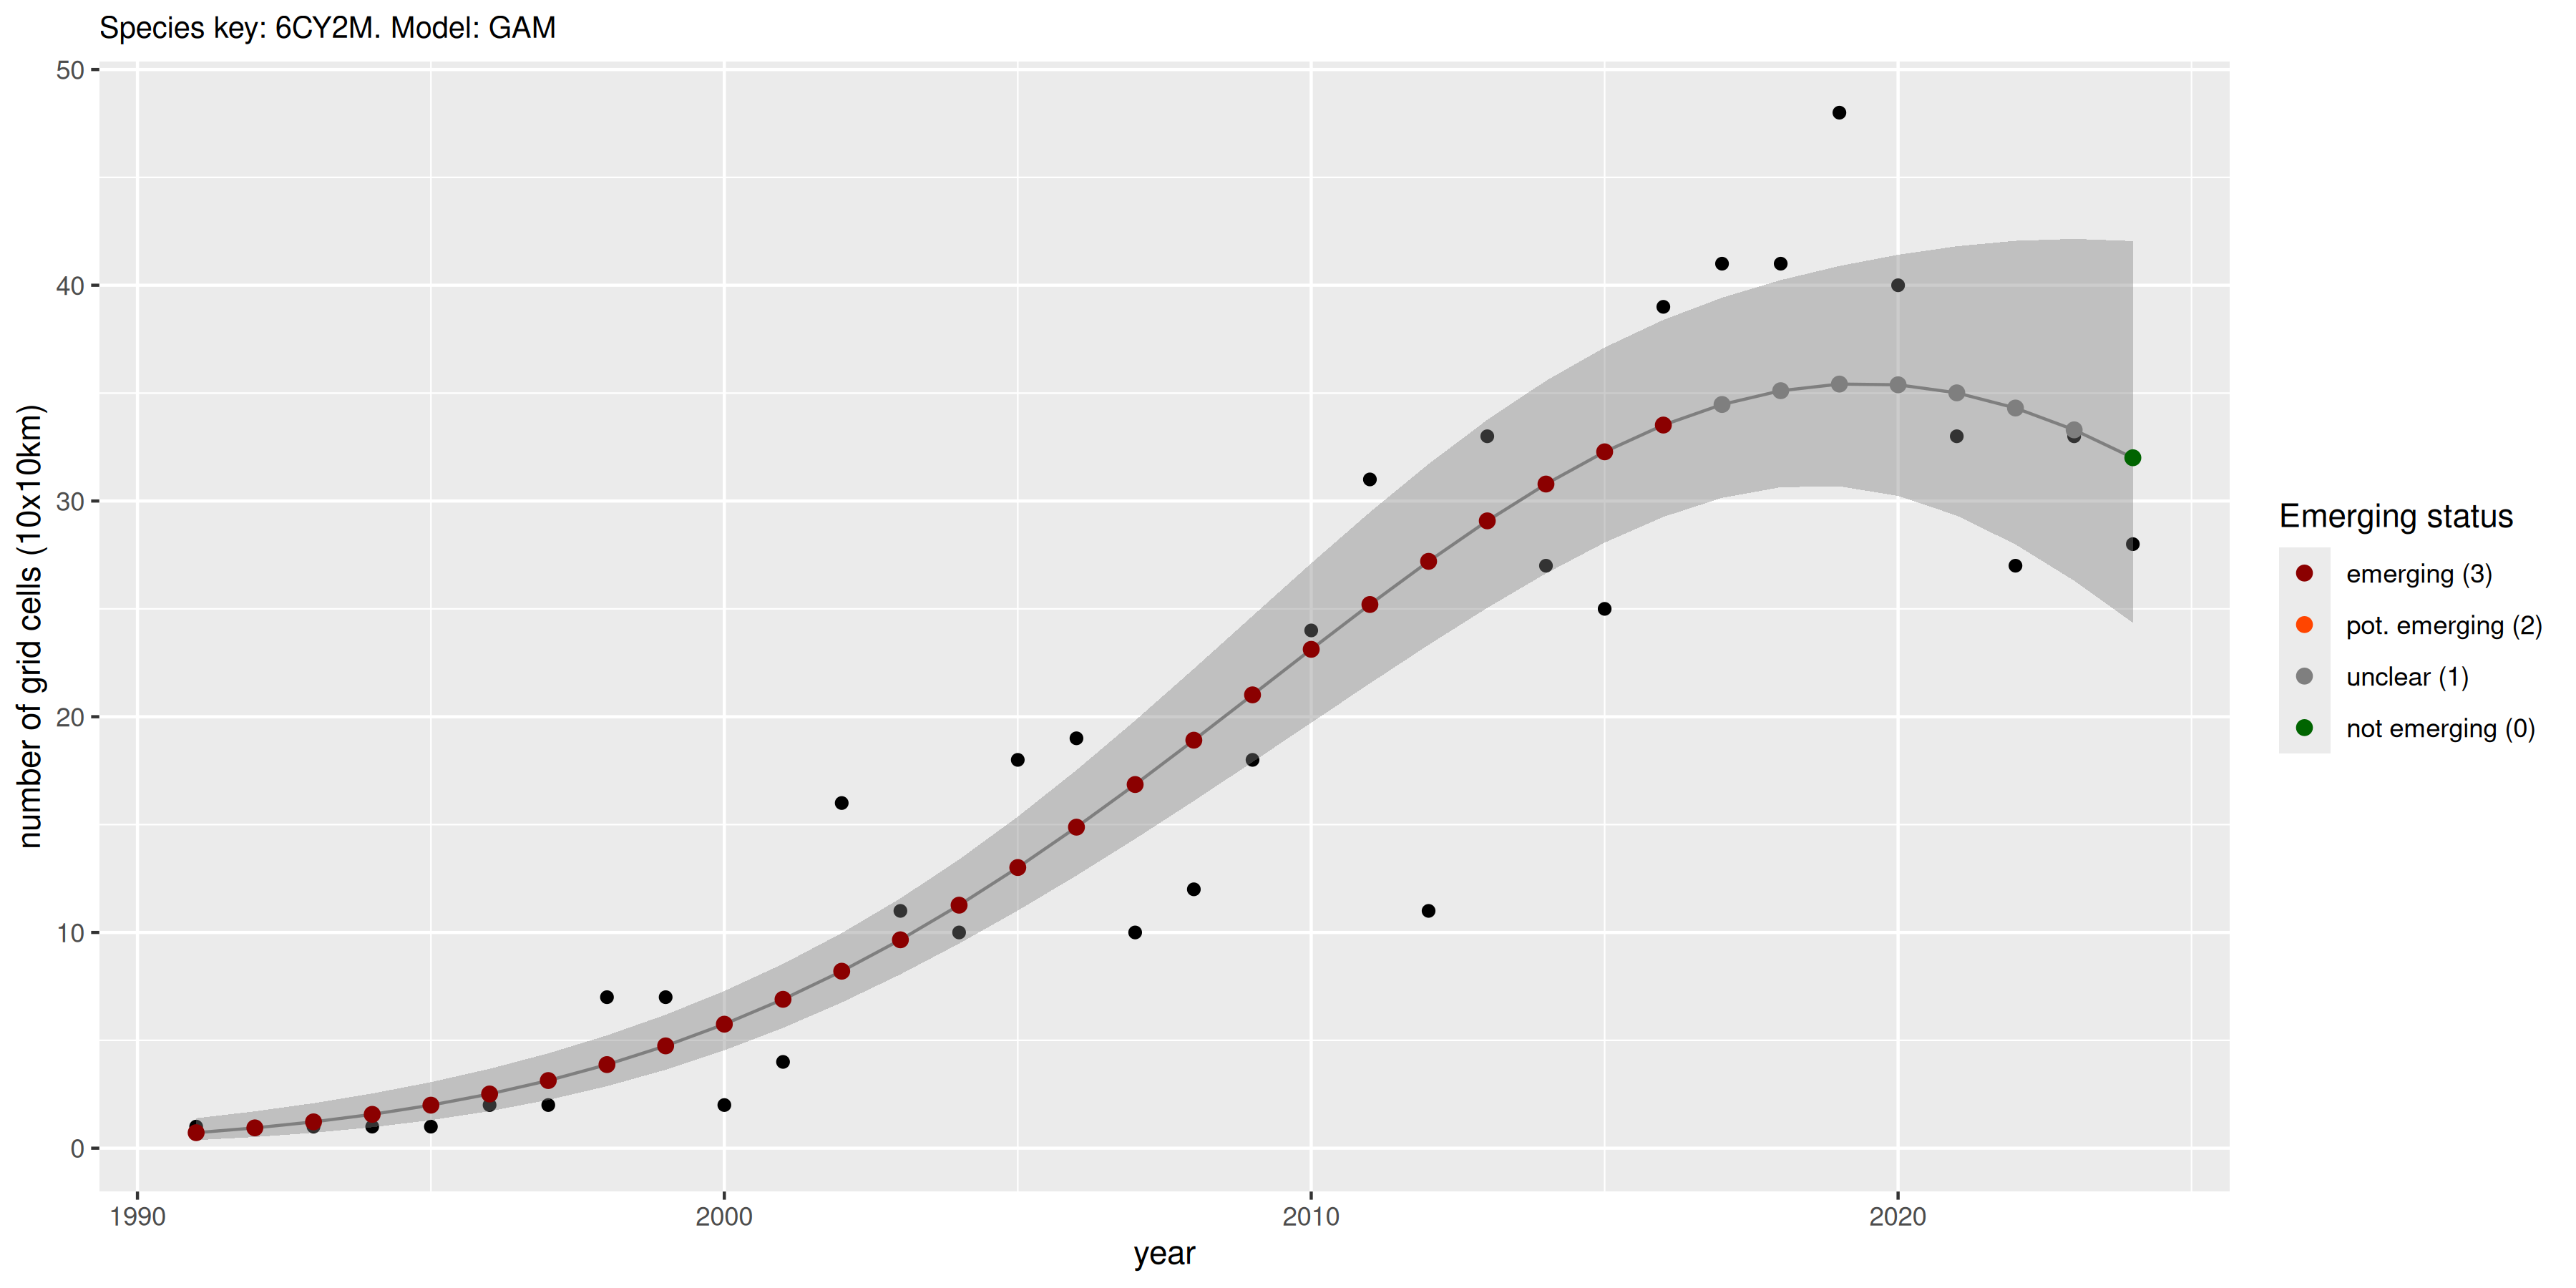 Species key: 6CY2M. Model: GAM
50
40
30
20
10
0
number of grid cells (10x10km)
1990
2000
2010
2020
year
Emerging status
emerging (3)
pot. emerging (2)
unclear (1)
not emerging (0)